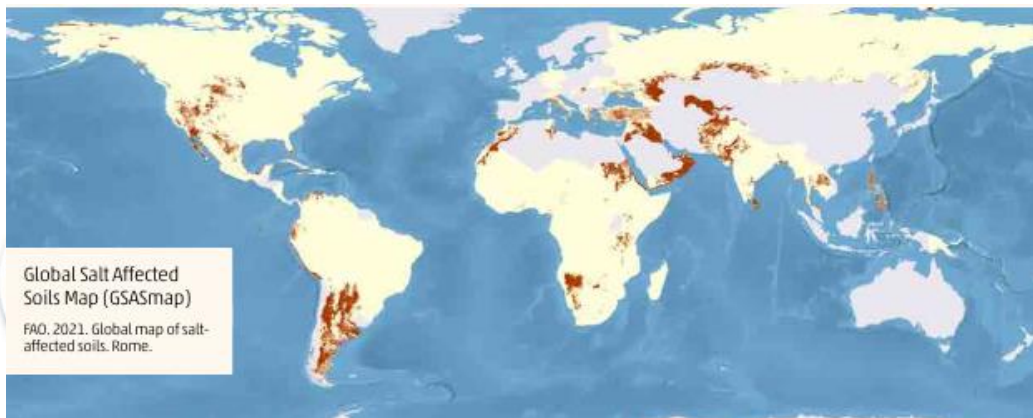 Global Salt Affected
Soils Map (GSASmap)
FAO. 2021. Global map of salt-
affected soils. Rome.